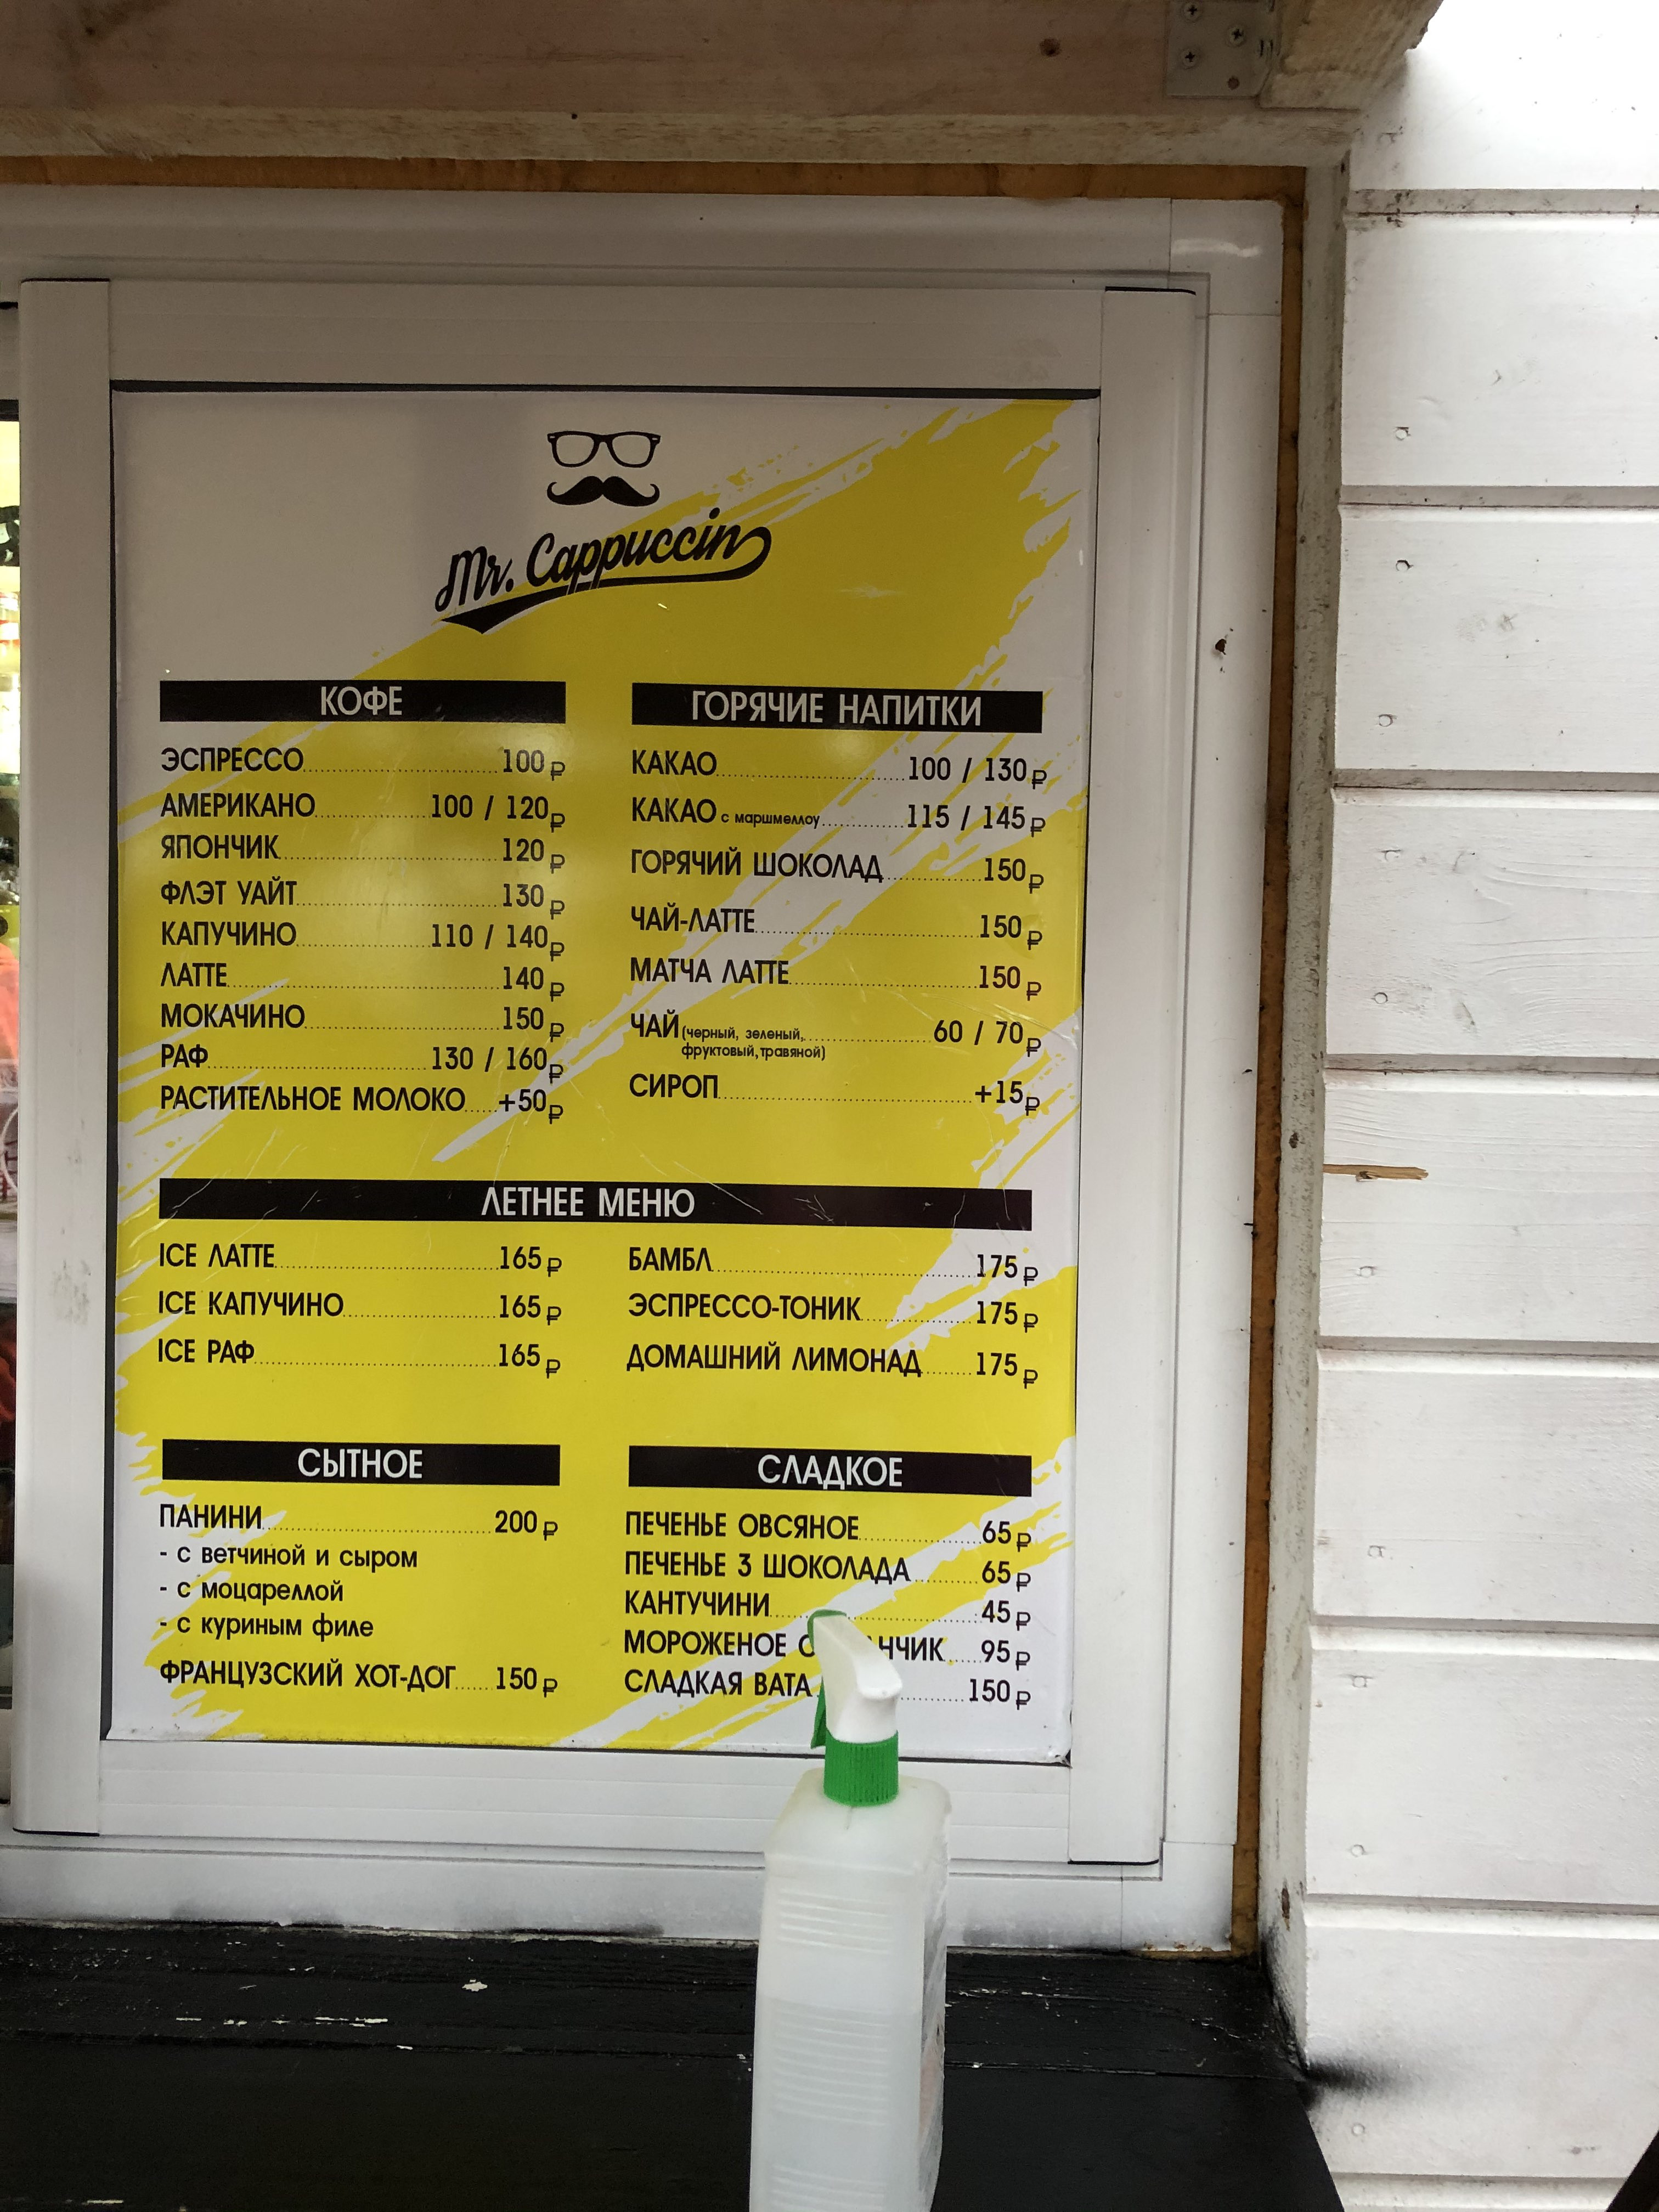 Mr. Cappuccino
КОФЕ
ЭСПРЕССО 100 ₽
АМЕРИКАНО 100 / 120 ₽
ЯПОНЧИК 120 ₽
ФЛЭТ УАЙТ 130 ₽
КАПУЧИНО 110 / 140 ₽
ЛАТТЕ 140 ₽
МОКАЧИНО 150 ₽
РАФ 130 / 160 ₽
РАСТИТЕЛЬНОЕ МОЛОКО +50 ₽
ГОРЯЧИЕ НАПИТКИ
КАКАО 100 / 130 ₽
КАКАО с маршмеллоу 115 / 145 ₽
ГОРЯЧИЙ ШОКОЛАД 150 ₽
ЧАЙ-ЛАТТЕ 150 ₽
МАТЧА ЛАТТЕ 150 ₽
ЧАЙ (черный, зеленый, 60 / 70 ₽
фруктовый, травяной)
СИРОП +15 ₽
ЛЕТНЕЕ МЕНЮ
ICE ЛАТТЕ 165 ₽
ICE КАПУЧИНО 165 ₽
ICE РАФ 165 ₽
БАМБЛ 175 ₽
ЭСПРЕССО-ТОНИК 175 ₽
ДОМАШНИЙ ЛИМОНАД 175 ₽
СЫТНОЕ
ПАНИНИ 200 ₽
- с ветчиной и сыром
- с моцареллой
- с куриным филе
ФРАНЦУЗСКИЙ ХОТ-ДОГ 150 ₽
СЛАДКОЕ
ПЕЧЕНЬЕ ОВСЯНОЕ 65 ₽
ПЕЧЕНЬЕ 3 ШОКОЛАДА 65 ₽
КАНТУЧИНИ 45 ₽
МОРОЖЕНОЕ 95 ₽
СЛАДКАЯ ВАТА 150 ₽